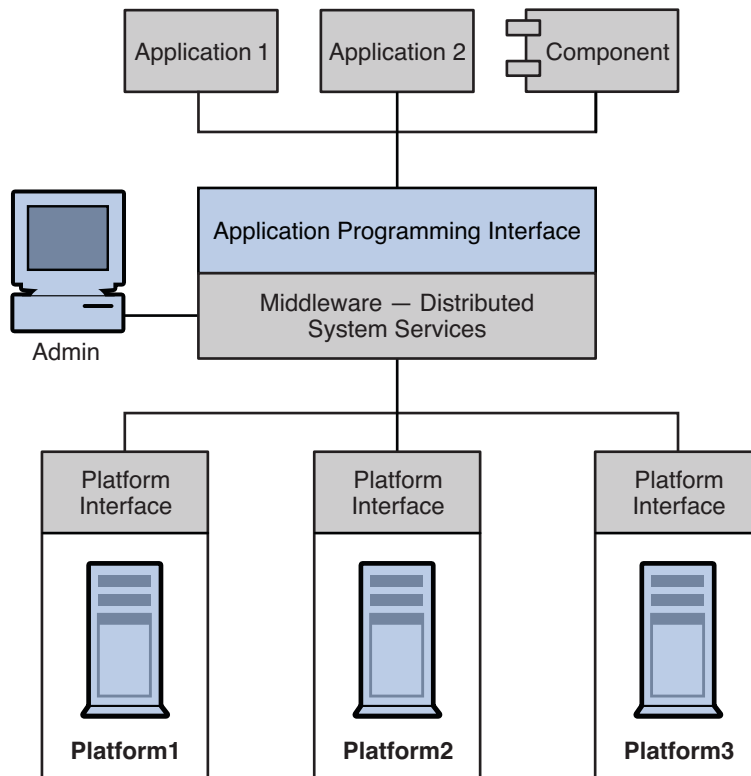 Application 1
Application 2
Component
Application Programming Interface
Middleware — Distributed
System Services
Admin
Platform
Interface
Platform
Interface
Platform
Interface
Platform1
Platform2
Platform3